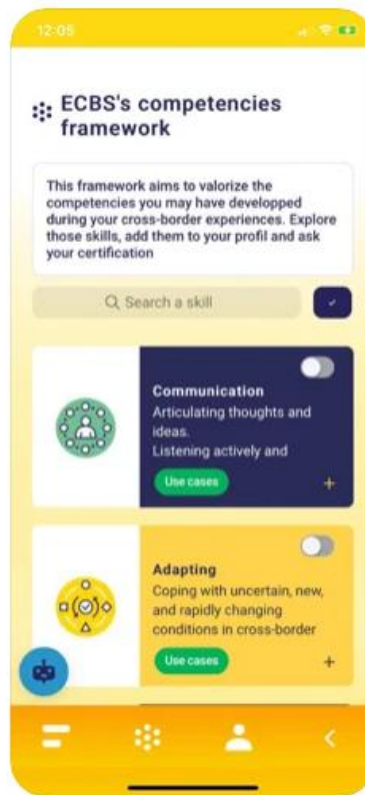 12:05
ECBS's competencies
framework
This framework aims to valorize the
competencies you may have developped
during your cross-border experiences. Explore
those skills, add them to your profil and ask
your certification
Search a skill
Communication
Articulating thoughts and
ideas.
Listening actively and
Use cases
+
Adapting
Coping with uncertain, new,
and rapidly changing
conditions in cross-border
Use cases
+